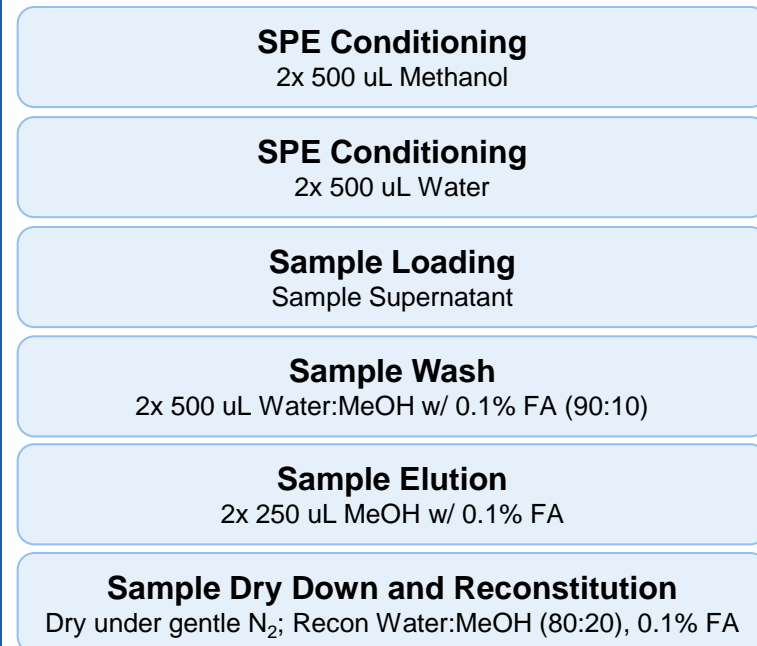 SPE Conditioning
2x 500 uL Methanol
SPE Conditioning
2x 500 uL Water
Sample Loading
Sample Supernatant
Sample Wash
2x 500 uL Water:MeOH w/ 0.1% FA (90:10)
Sample Elution
2x 250 uL MeOH w/ 0.1% FA
Sample Dry Down and Reconstitution
Dry under gentle N₂; Recon Water:MeOH (80:20), 0.1% FA